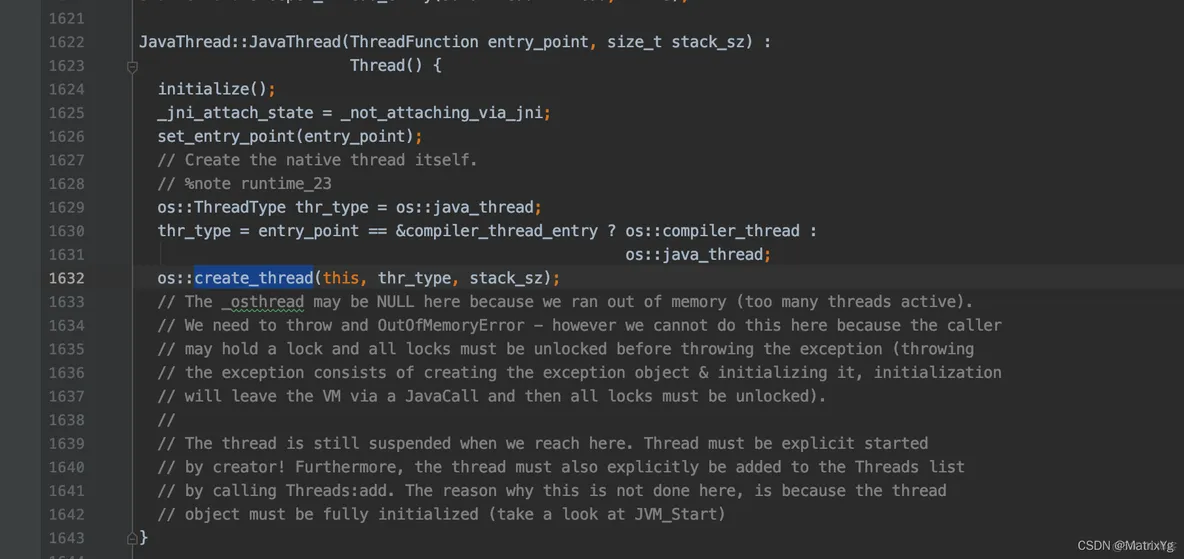 1621
1622 JavaThread::JavaThread(ThreadFunction entry_point, size_t stack_sz) :
1623 Thread() {
1624 initialize();
1625 _jni_attach_state = _not_attaching_via_jni;
1626 set_entry_point(entry_point);
1627 // Create the native thread itself.
1628 // %note runtime_23
1629 os::ThreadType thr_type = os::java_thread;
1630 thr_type = entry_point == &compiler_thread_entry ? os::compiler_thread :
1631 os::java_thread;
1632 os::create_thread(this, thr_type, stack_sz);
1633 // The _osthread may be NULL here because we ran out of memory (too many threads active).
1634 // We need to throw and OutOfMemoryError - however we cannot do this here because the caller
1635 // may hold a lock and all locks must be unlocked before throwing the exception (throwing
1636 // the exception consists of creating the exception object & initializing it, initialization
1637 // will leave the VM via a JavaCall and then all locks must be unlocked).
1638 //
1639 // The thread is still suspended when we reach here. Thread must be explicit started
1640 // by creator! Furthermore, the thread must also explicitly be added to the Threads list
1641 // by calling Threads:add. The reason why this is not done here, is because the thread
1642 // object must be fully initialized (take a look at JVM_Start)
1643 }
CSDN @MatrixYg